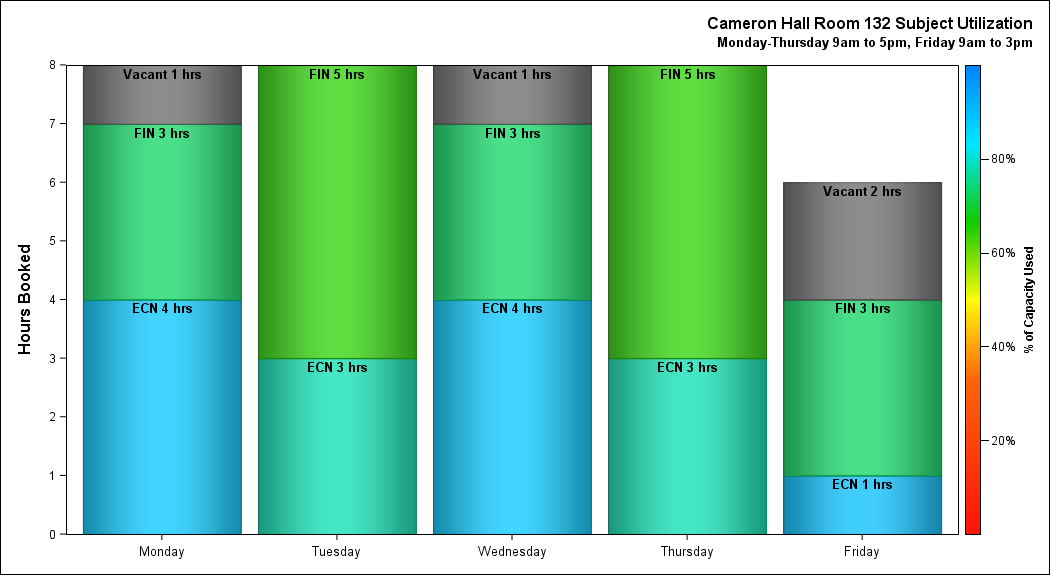 Cameron Hall Room 132 Subject Utilization
Monday-Thursday 9am to 5pm, Friday 9am to 3pm
Hours Booked
8
7
6
5
4
3
2
1
0
Vacant 1 hrs
FIN 3 hrs
ECN 4 hrs
FIN 5 hrs
ECN 3 hrs
Vacant 1 hrs
FIN 3 hrs
ECN 4 hrs
FIN 5 hrs
ECN 3 hrs
Vacant 2 hrs
FIN 3 hrs
ECN 1 hrs
Monday
Tuesday
Wednesday
Thursday
Friday
80%
60%
40%
20%
% of Capacity Used